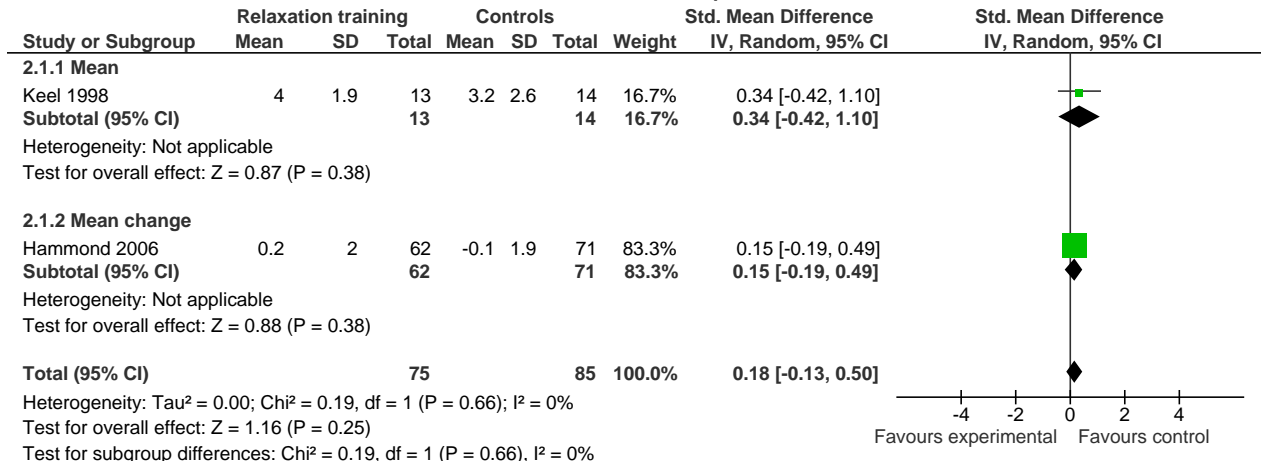 Relaxation training Controls Std. Mean Difference Std. Mean Difference
Study or Subgroup Mean SD Total Mean SD Total Weight IV, Random, 95% CI IV, Random, 95% CI
2.1.1 Mean
Keel 1998 4 1.9 13 3.2 2.6 14 16.7% 0.34 [-0.42, 1.10]
Subtotal (95% CI) 13 14 16.7% 0.34 [-0.42, 1.10]
Heterogeneity: Not applicable
Test for overall effect: Z = 0.87 (P = 0.38)
2.1.2 Mean change
Hammond 2006 0.2 2 62 -0.1 1.9 71 83.3% 0.15 [-0.19, 0.49]
Subtotal (95% CI) 62 71 83.3% 0.15 [-0.19, 0.49]
Heterogeneity: Not applicable
Test for overall effect: Z = 0.88 (P = 0.38)
Total (95% CI) 75 85 100.0% 0.18 [-0.13, 0.50]
Heterogeneity: Tau² = 0.00; Chi² = 0.19, df = 1 (P = 0.66); I² = 0%
Test for overall effect: Z = 1.16 (P = 0.25)
Test for subgroup differences: Chi² = 0.19, df = 1 (P = 0.66), I² = 0%
-4 -2 0 2 4
Favours experimental Favours control